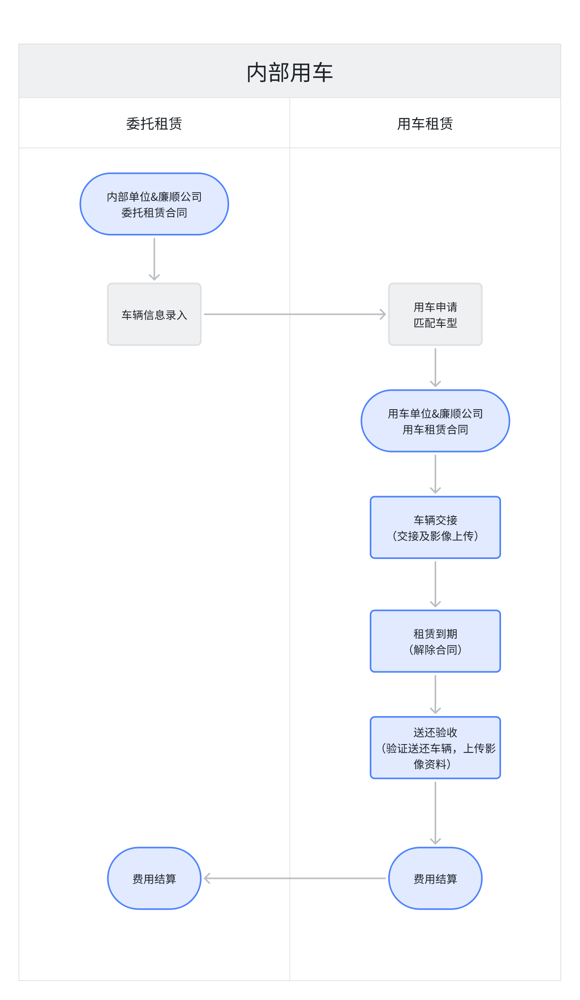 内部用车
委托租赁
用车租赁
内部单位&廉顺公司
委托租赁合同
车辆信息录入
用车申请
匹配车型
用车单位&廉顺公司
用车租赁合同
车辆交接
（交接及影像上传）
租赁到期
（解除合同）
送还验收
（验证送还车辆，上传影
像资料）
费用结算
费用结算